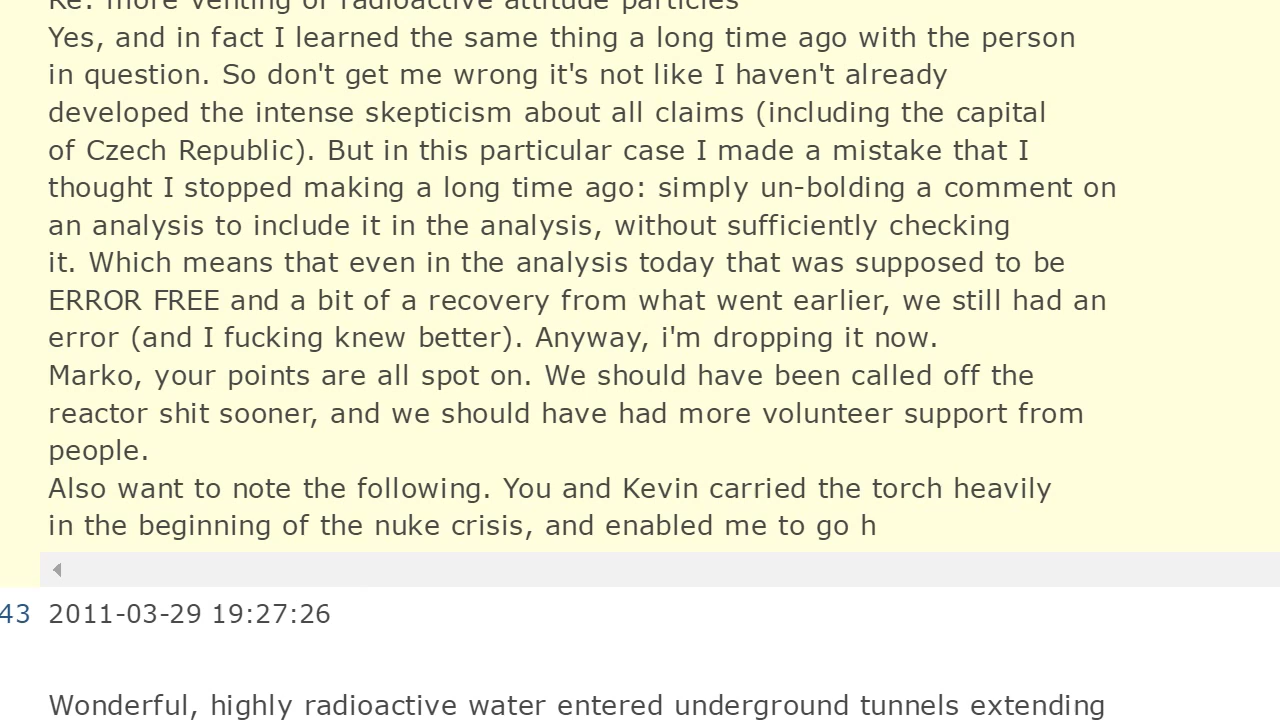 Re: more venting of radioactive attitude particles
Yes, and in fact I learned the same thing a long time ago with the person
in question. So don't get me wrong it's not like I haven't already
developed the intense skepticism about all claims (including the capital
of Czech Republic). But in this particular case I made a mistake that I
thought I stopped making a long time ago: simply un-bolding a comment on
an analysis to include it in the analysis, without sufficiently checking
it. Which means that even in the analysis today that was supposed to be
ERROR FREE and a bit of a recovery from what went earlier, we still had an
error (and I fucking knew better). Anyway, i'm dropping it now.
Marko, your points are all spot on. We should have been called off the
reactor shit sooner, and we should have had more volunteer support from
people.
Also want to note the following. You and Kevin carried the torch heavily
in the beginning of the nuke crisis, and enabled me to go h
43 2011-03-29 19:27:26
Wonderful, highly radioactive water entered underground tunnels extending